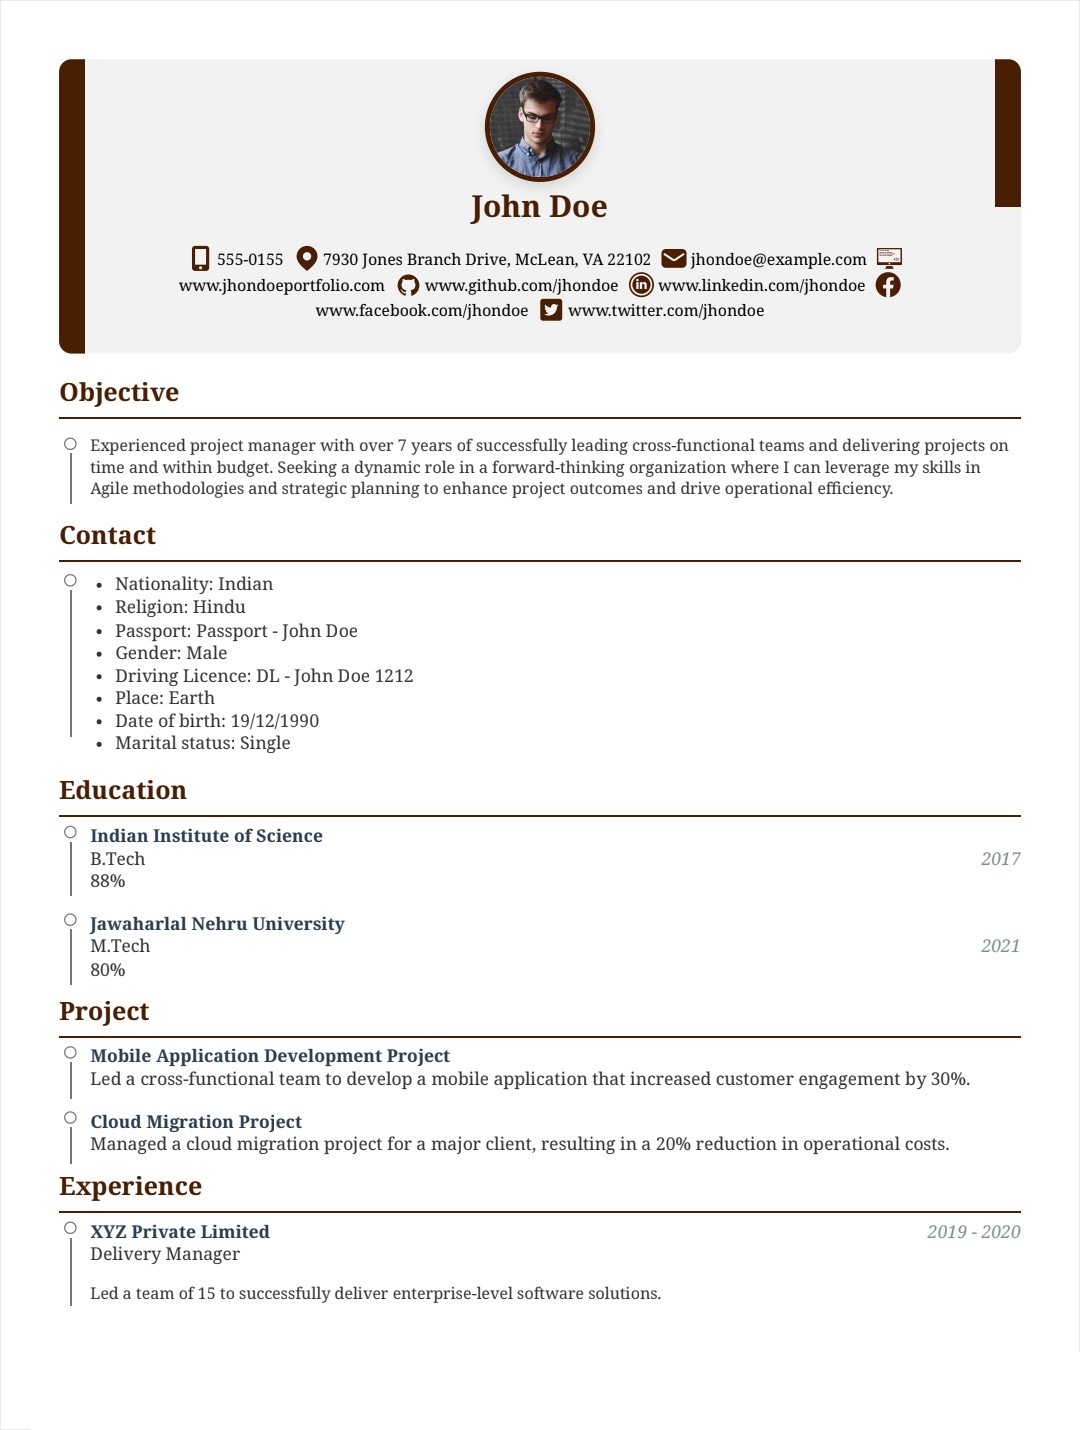 John Doe
555-0155 7930 Jones Branch Drive, McLean, VA 22102 jhondoe@example.com
www.jhondoeportfolio.com www.github.com/jhondoe www.linkedin.com/jhondoe
www.facebook.com/jhondoe www.twitter.com/jhondoe
Objective
Experienced project manager with over 7 years of successfully leading cross-functional teams and delivering projects on
time and within budget. Seeking a dynamic role in a forward-thinking organization where I can leverage my skills in
Agile methodologies and strategic planning to enhance project outcomes and drive operational efficiency.
Contact
• Nationality: Indian
• Religion: Hindu
• Passport: Passport - John Doe
• Gender: Male
• Driving Licence: DL - John Doe 1212
• Place: Earth
• Date of birth: 19/12/1990
• Marital status: Single
Education
Indian Institute of Science
B.Tech 2017
88%
Jawaharlal Nehru University
M.Tech 2021
80%
Project
Mobile Application Development Project
Led a cross-functional team to develop a mobile application that increased customer engagement by 30%.
Cloud Migration Project
Managed a cloud migration project for a major client, resulting in a 20% reduction in operational costs.
Experience
XYZ Private Limited 2019 - 2020
Delivery Manager
Led a team of 15 to successfully deliver enterprise-level software solutions.